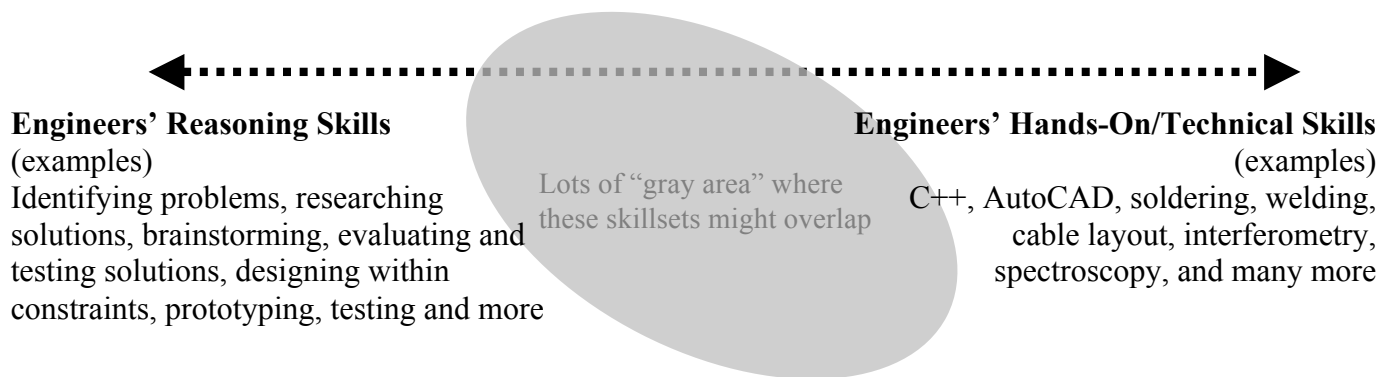 Engineers’ Reasoning Skills
(examples)
Identifying problems, researching
solutions, brainstorming, evaluating and
testing solutions, designing within
constraints, prototyping, testing and more
Lots of “gray area” where
these skillsets might overlap
Engineers’ Hands-On/Technical Skills
(examples)
C++, AutoCAD, soldering, welding,
cable layout, interferometry,
spectroscopy, and many more